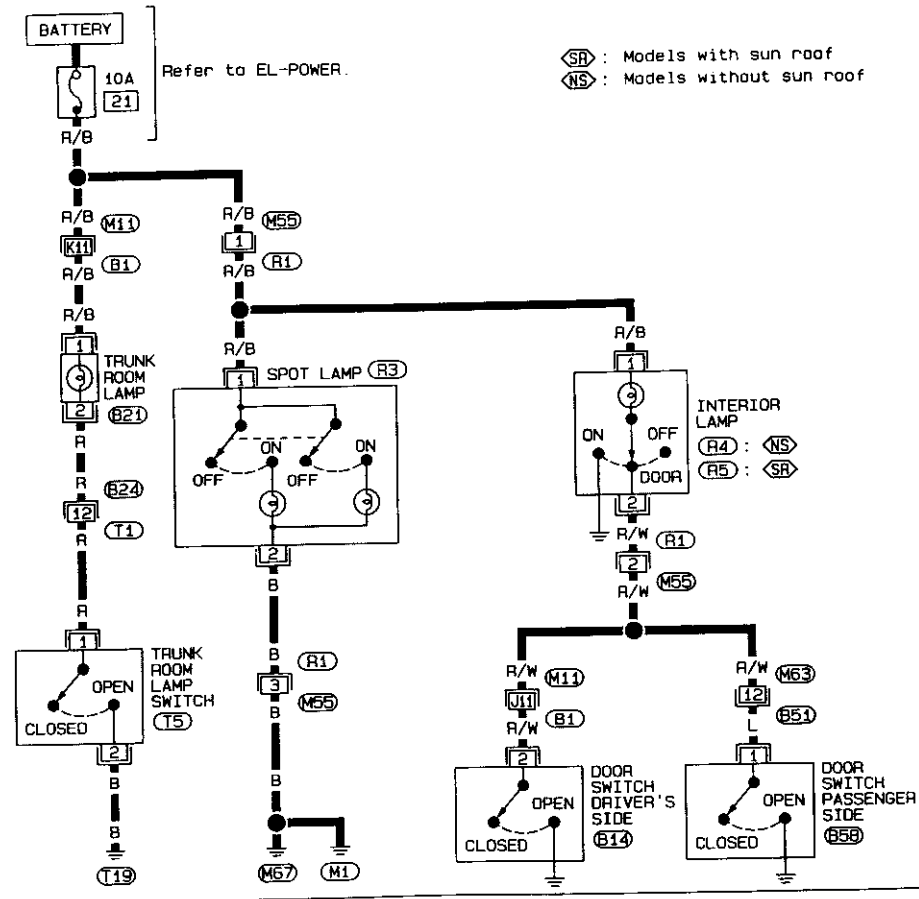 BATTERY
10A
21
Refer to EL-POWER.
SR : Models with sun roof
NS : Models without sun roof
R/B
R/B
M11
K11
B1
R/B
R/B
1
TRUNK
ROOM
LAMP
2
B21
R
R
B24
12
T1
R
R
1
TRUNK
ROOM
LAMP
SWITCH
T5
OPEN
CLOSED
2
B
B
T19
R/B
M55
1
R1
R/B
R/B
1
SPOT LAMP R3
OFF
ON
OFF
ON
2
B
B
R1
3
M55
B
B
M67
M1
R/B
1
INTERIOR
LAMP
R4 : NS
R5 : SR
ON
OFF
DOOR
2
R/W
R1
2
M55
R/W
R/W
M11
J11
B1
R/W
2
DOOR
SWITCH
DRIVER'S
SIDE
B14
OPEN
CLOSED
R/W
M63
12
B51
L
1
DOOR
SWITCH
PASSENGER
SIDE
B58
OPEN
CLOSED